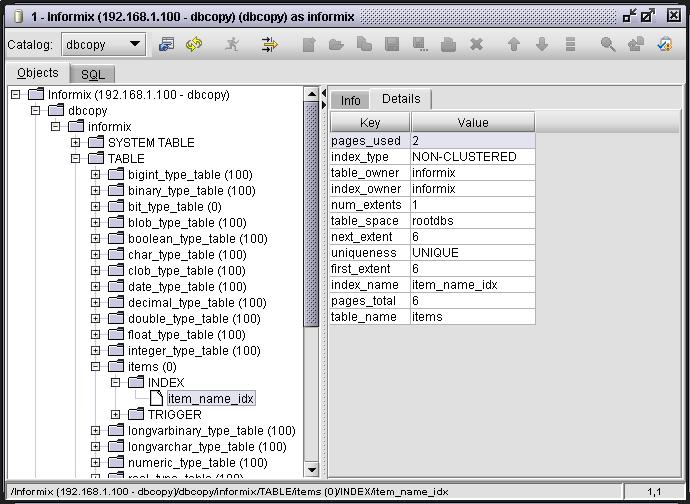 1 - Informix (192.168.1.100 - dbcopy) (dbcopy) as informix
Catalog: dbcopy
Objects SQL
Informix (192.168.1.100 - dbcopy)
dbcopy
informix
SYSTEM TABLE
TABLE
bigint_type_table (100)
binary_type_table (100)
bit_type_table (0)
blob_type_table (100)
boolean_type_table (100)
char_type_table (100)
clob_type_table (100)
date_type_table (100)
decimal_type_table (100)
double_type_table (100)
float_type_table (100)
integer_type_table (100)
items (0)
INDEX
item_name_idx
TRIGGER
longvarbinary_type_table (100)
longvarchar_type_table (100)
numeric_type_table (100)
real_type_table (100)
Info Details
Key Value
pages_used 2
index_type NON-CLUSTERED
table_owner informix
index_owner informix
num_extents 1
table_space rootdbs
next_extent 6
uniqueness UNIQUE
first_extent 6
index_name item_name_idx
pages_total 6
table_name items
/Informix (192.168.1.100 - dbcopy)/dbcopy/informix/TABLE/items (0)/INDEX/item_name_idx 1,1